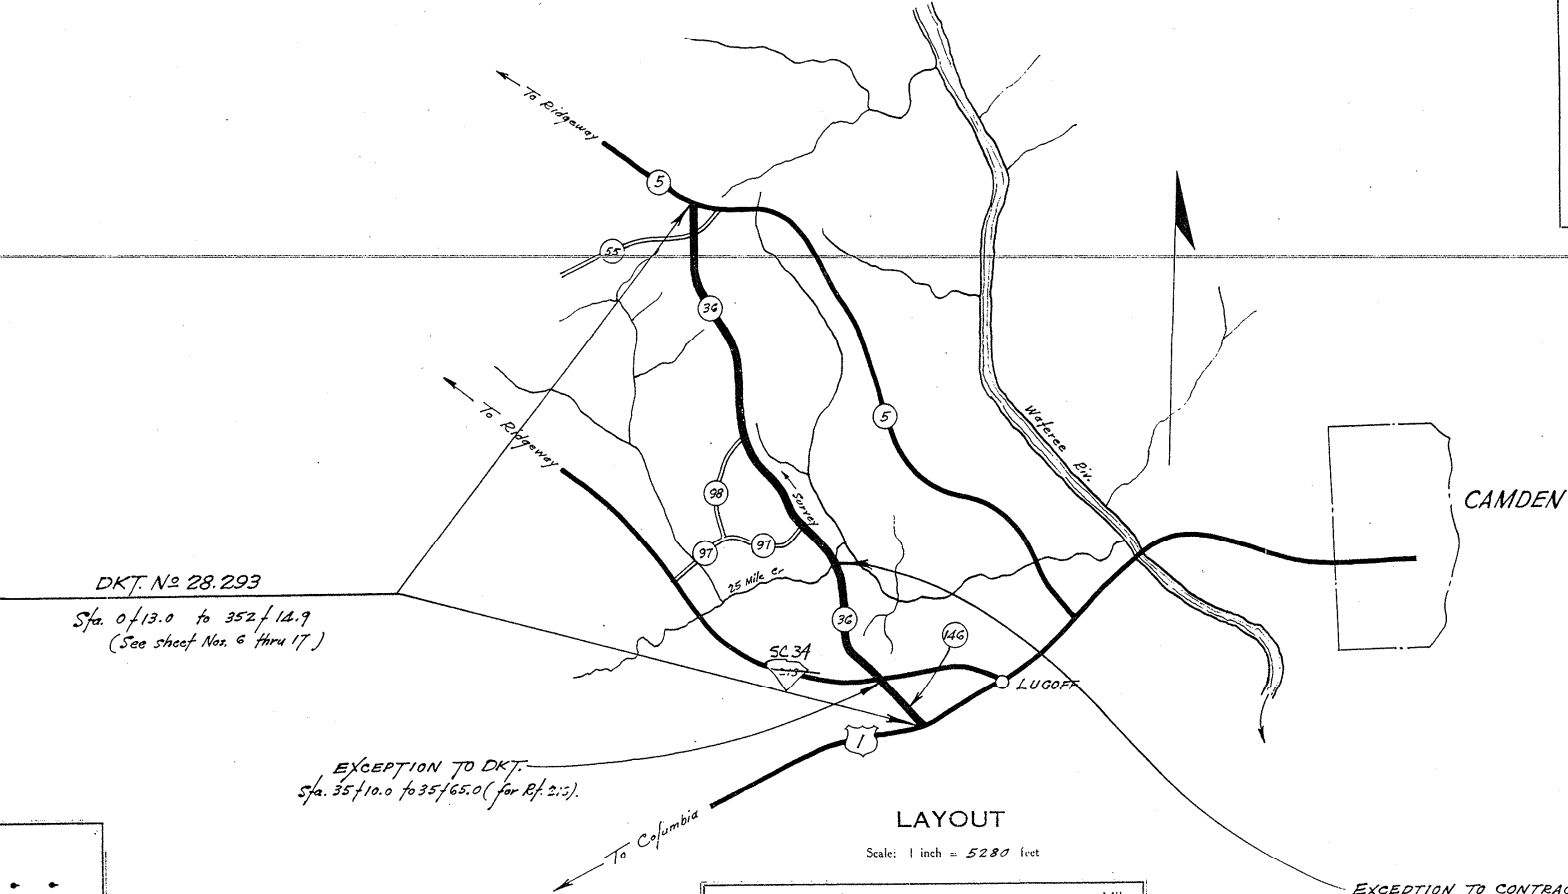 To Ridgeway
5
55
36
To Ridgeway
5
Wateree Riv.
CAMDEN
98
Survey
97
97
25 Mile Cr
DKT. Nº 28.293
Sta. 0+13.0 to 352+14.9
(See sheet Nos. 6 thru 17)
36
146
SC 34
LUGOFF
1
EXCEPTION TO DKT.
Sta. 35+10.0 to 35+65.0 (for Rt.
To Columbia
LAYOUT
Scale: 1 inch = 5280 feet
EXCEPTION TO CONTRAC